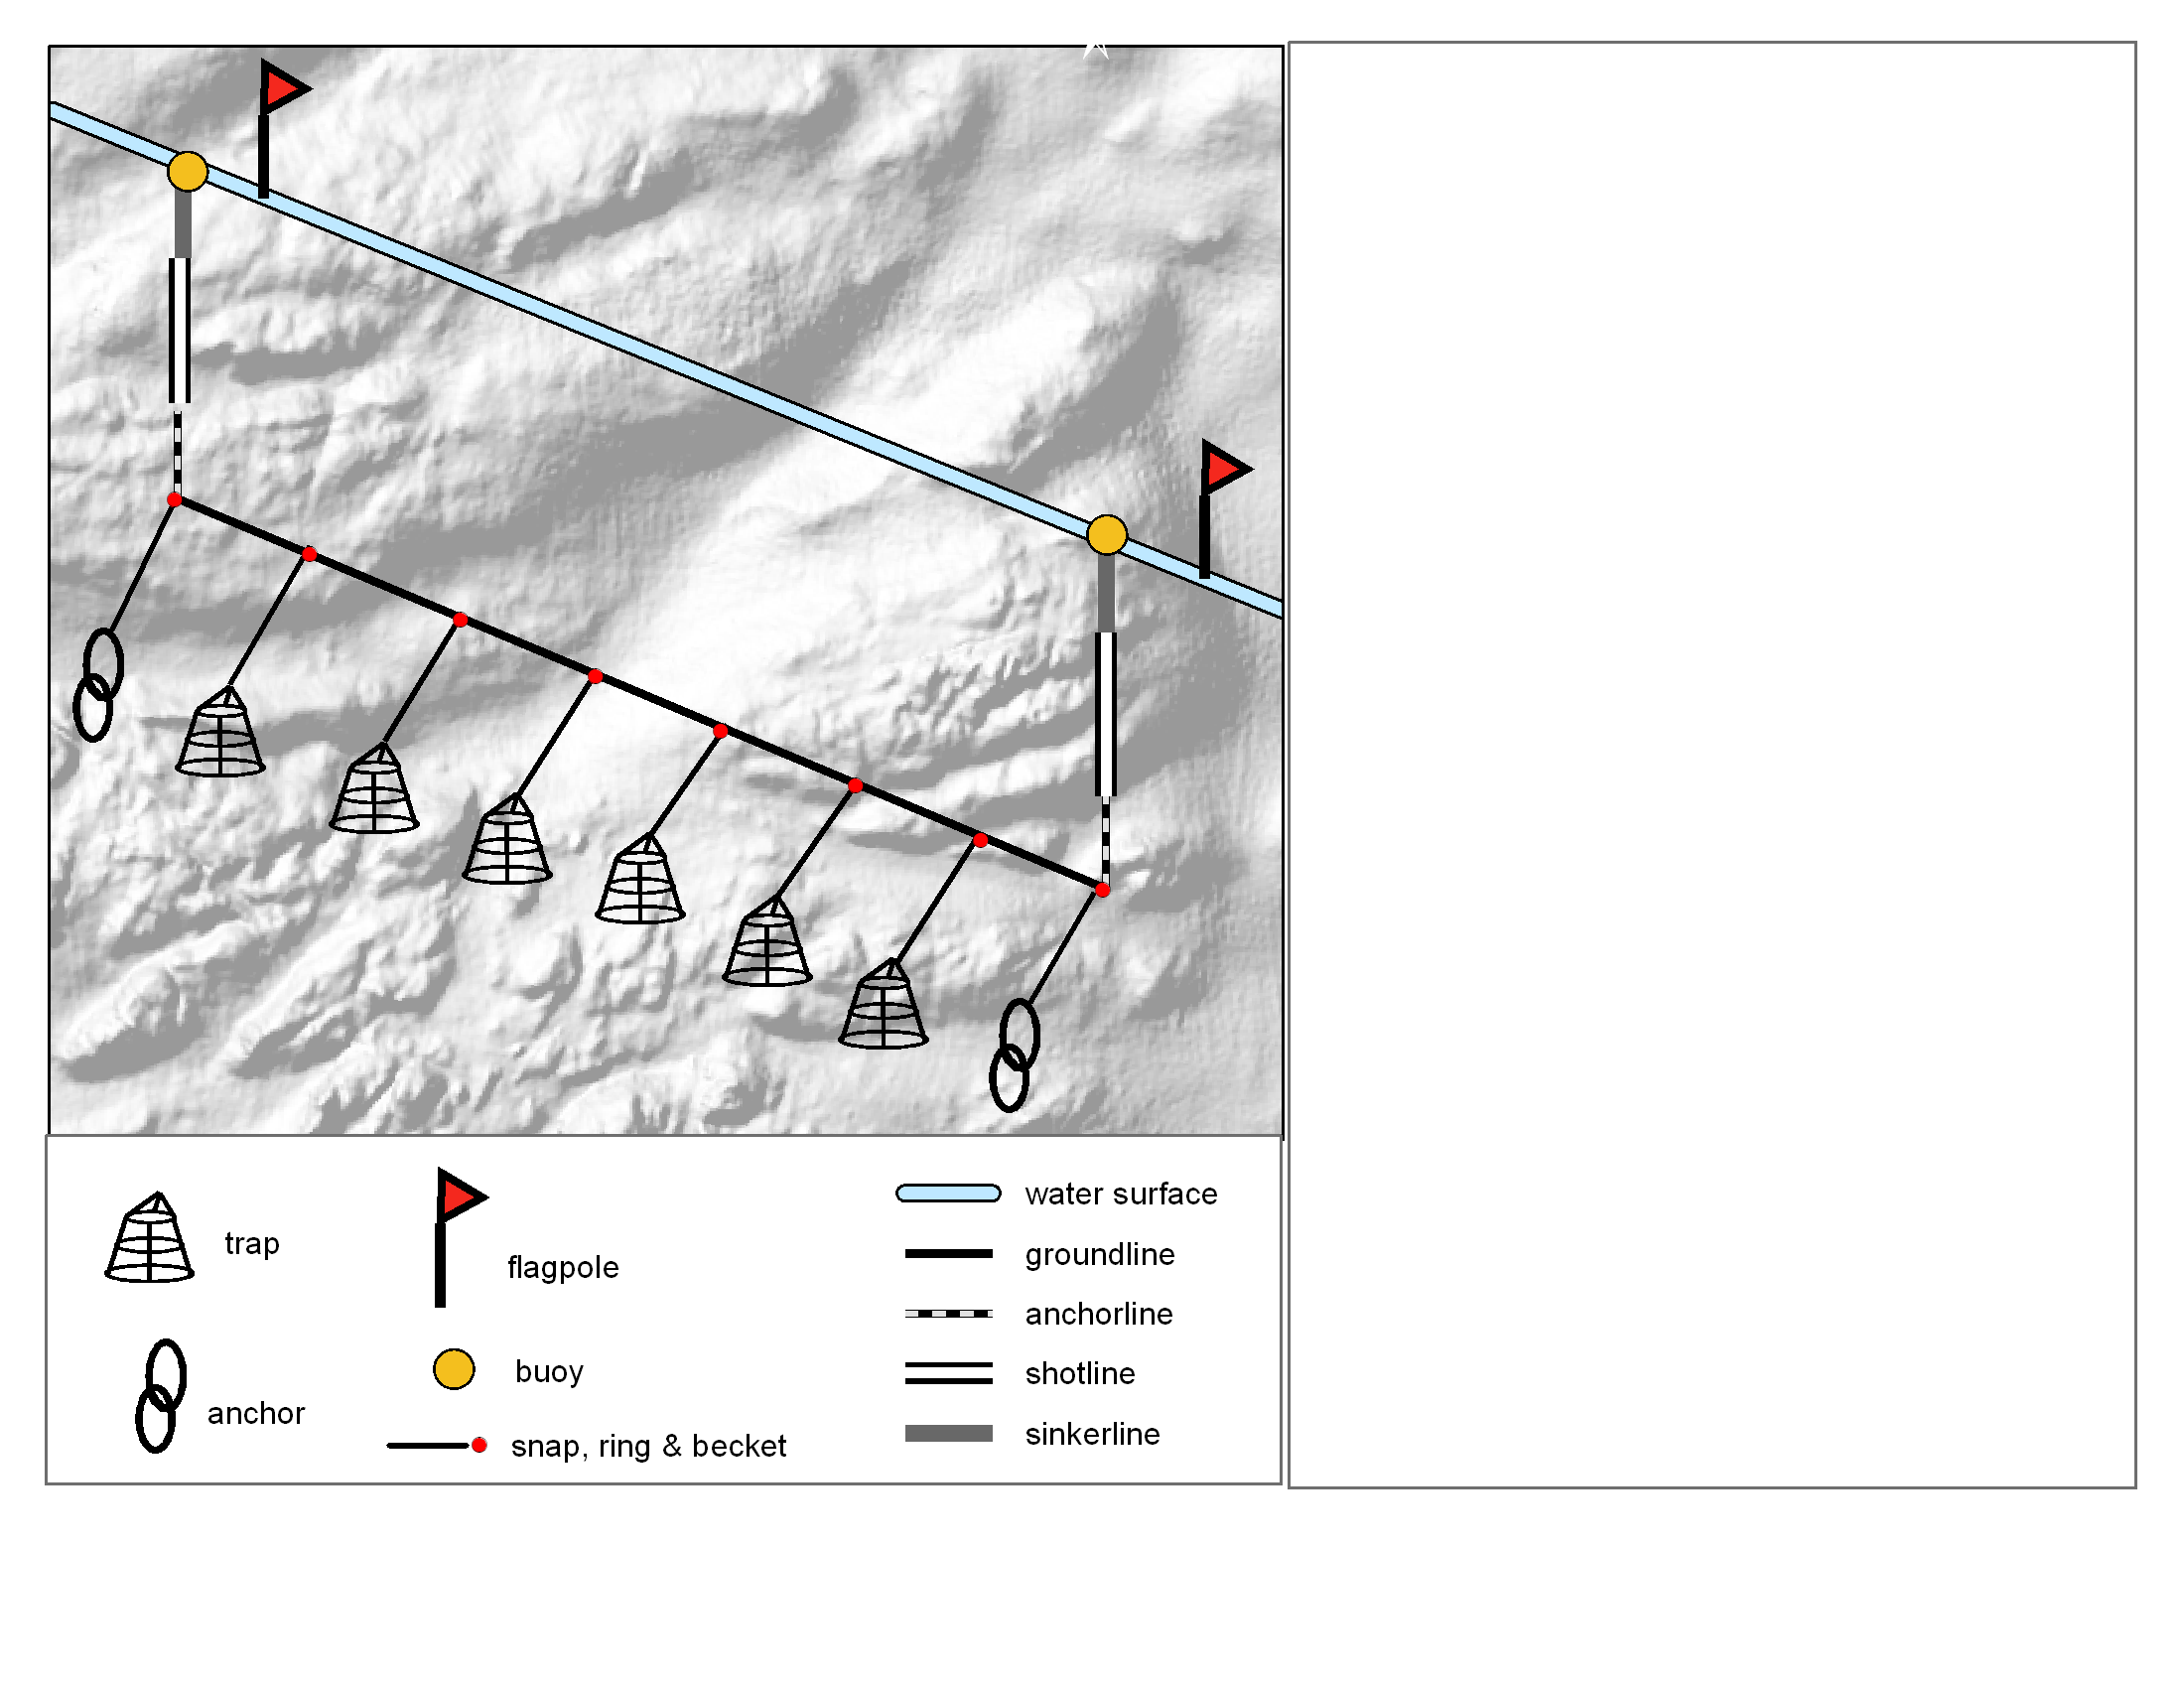 trap
anchor
flagpole
buoy
snap, ring & becket
water surface
groundline
anchorline
shotline
sinkerline